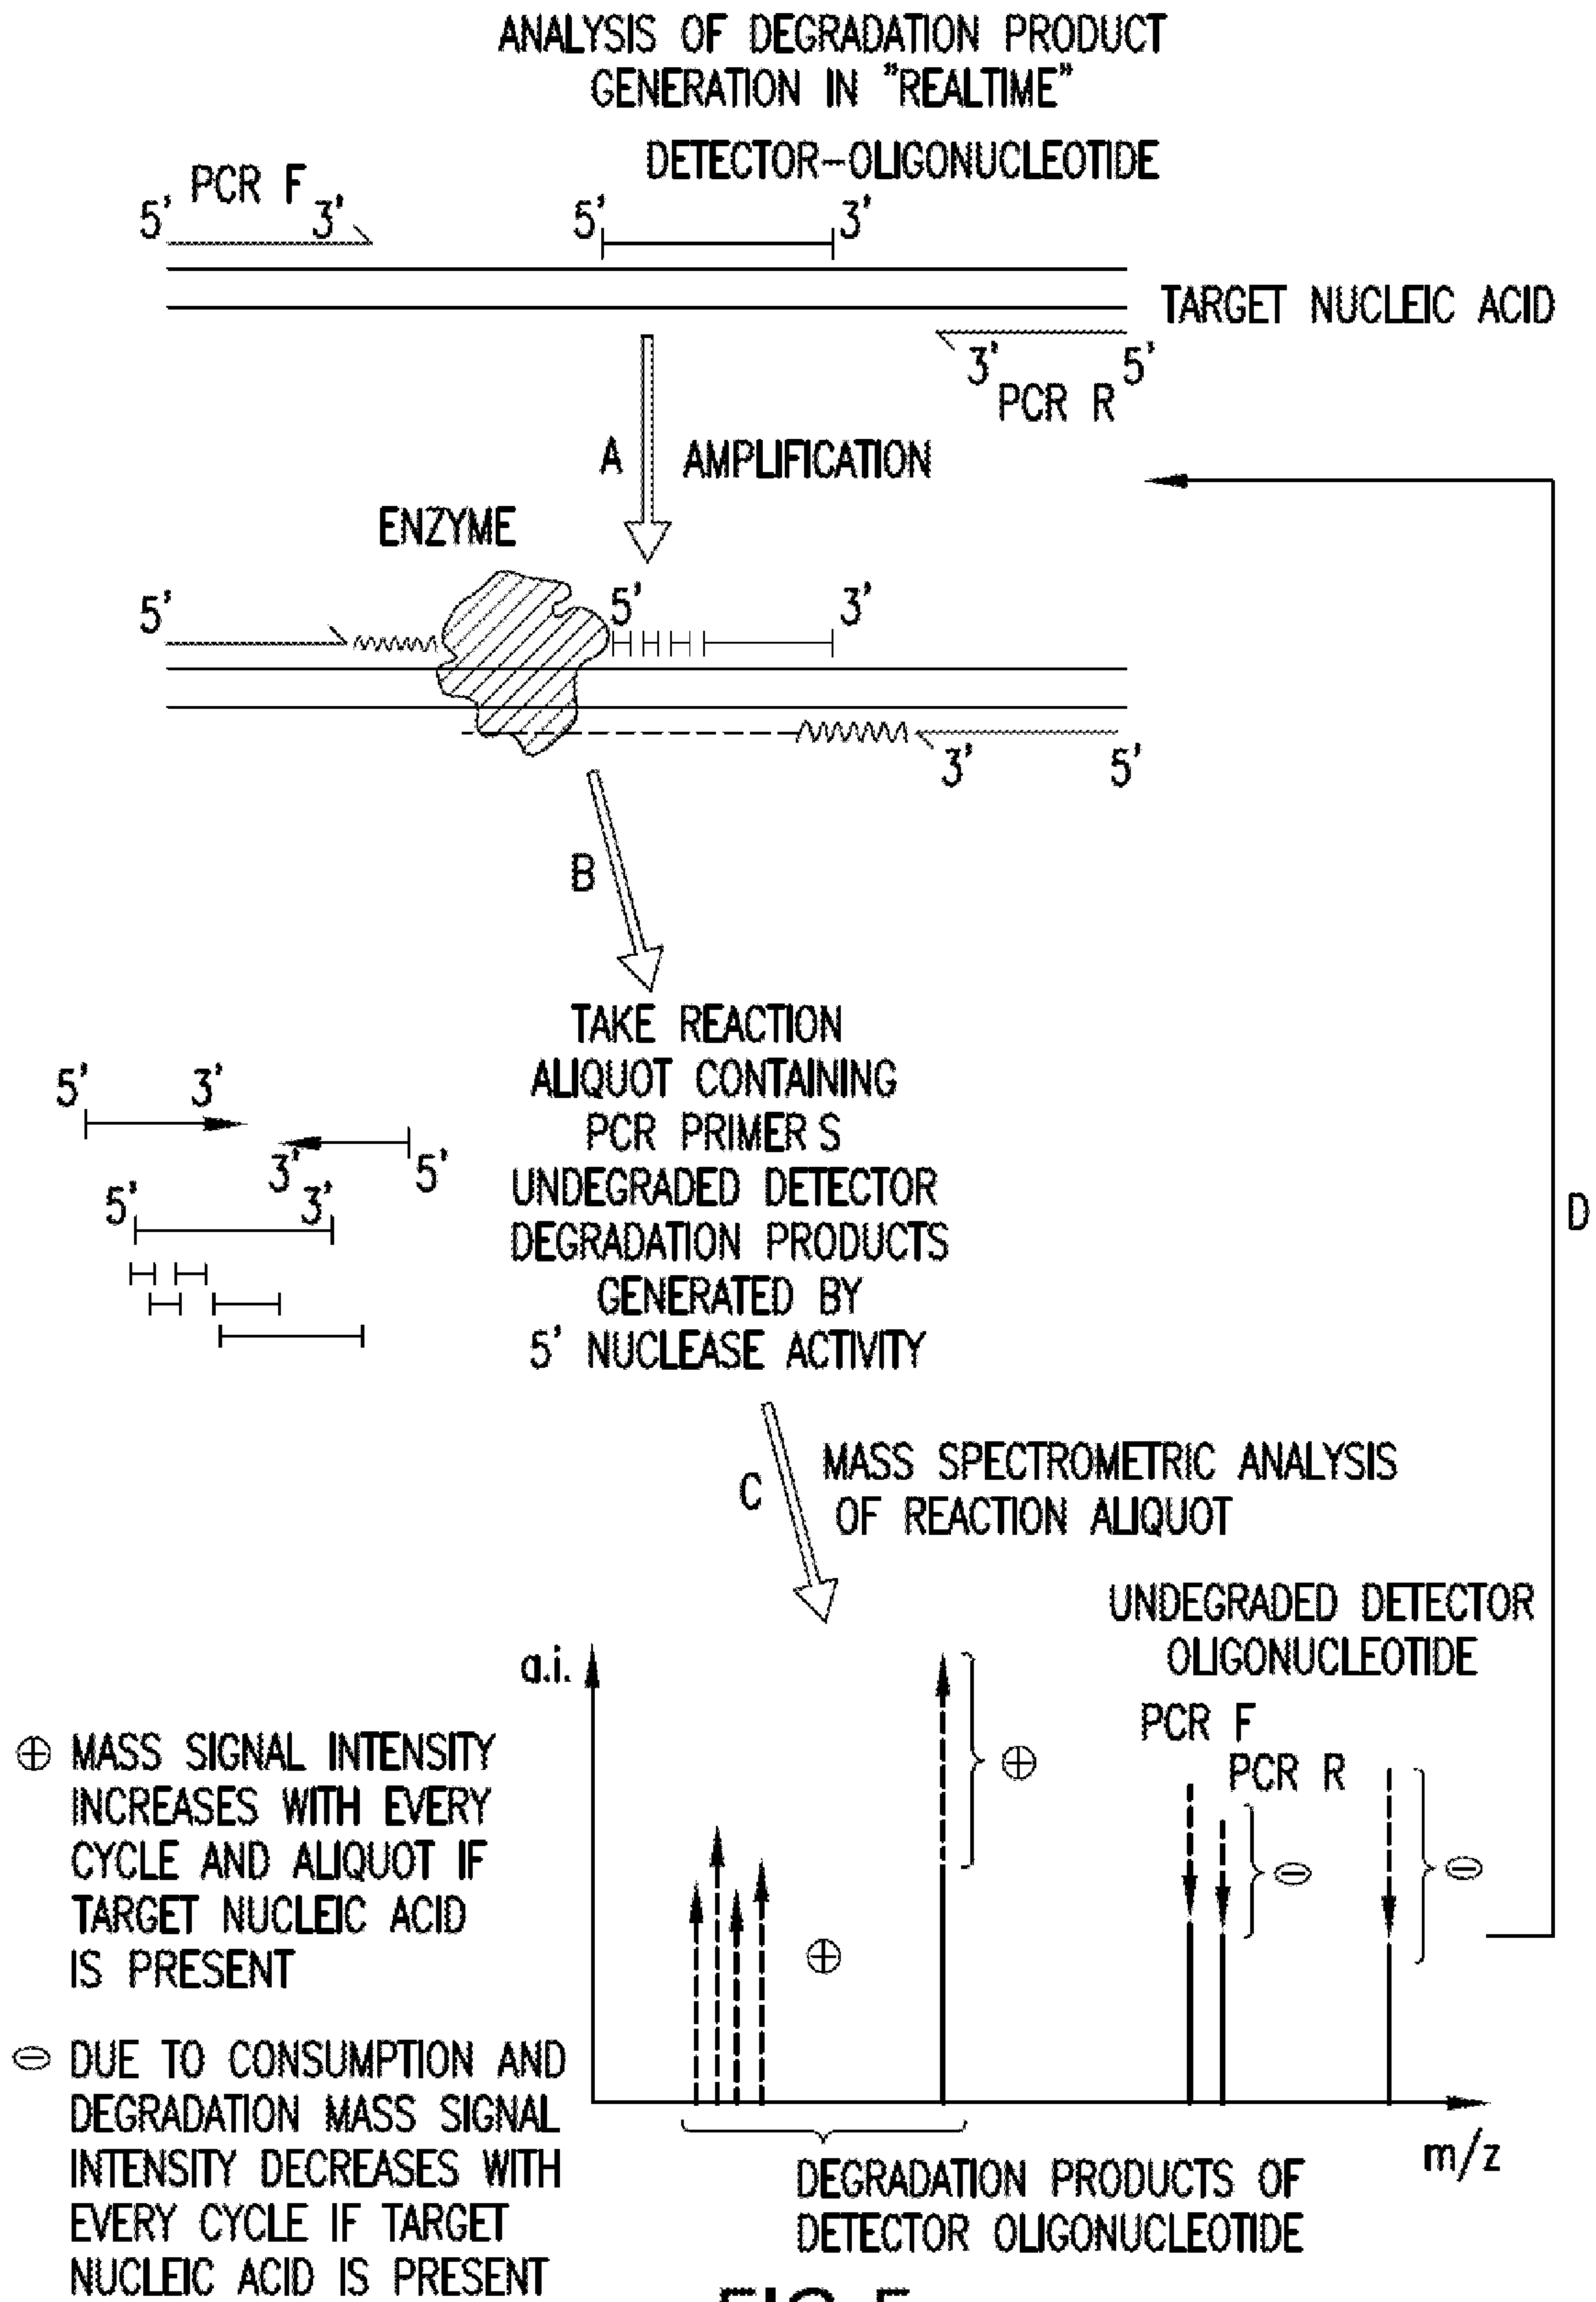 ANALYSIS OF DEGRADATION PRODUCT
GENERATION IN "REALTIME"
DETECTOR-OLIGONUCLEOTIDE
PCR F
5' 3' 5' 3'
TARGET NUCLEIC ACID
3' 5'
PCR R
A AMPLIFICATION
ENZYME
5' 5' 3'
3' 5'
B
TAKE REACTION
ALIQUOT CONTAINING
PCR PRIMER S
UNDEGRADED DETECTOR
DEGRADATION PRODUCTS
GENERATED BY
5' NUCLEASE ACTIVITY
5' 3'
3' 5'
5' 3'
D
C
MASS SPECTROMETRIC ANALYSIS
OF REACTION ALIQUOT
UNDEGRADED DETECTOR
OLIGONUCLEOTIDE
PCR F
PCR R
a.i.
⊕ ⊕ ⊖ ⊖
m/z
DEGRADATION PRODUCTS OF
DETECTOR OLIGONUCLEOTIDE
⊕ MASS SIGNAL INTENSITY
INCREASES WITH EVERY
CYCLE AND ALIQUOT IF
TARGET NUCLEIC ACID
IS PRESENT
⊖ DUE TO CONSUMPTION AND
DEGRADATION MASS SIGNAL
INTENSITY DECREASES WITH
EVERY CYCLE IF TARGET
NUCLEIC ACID IS PRESENT